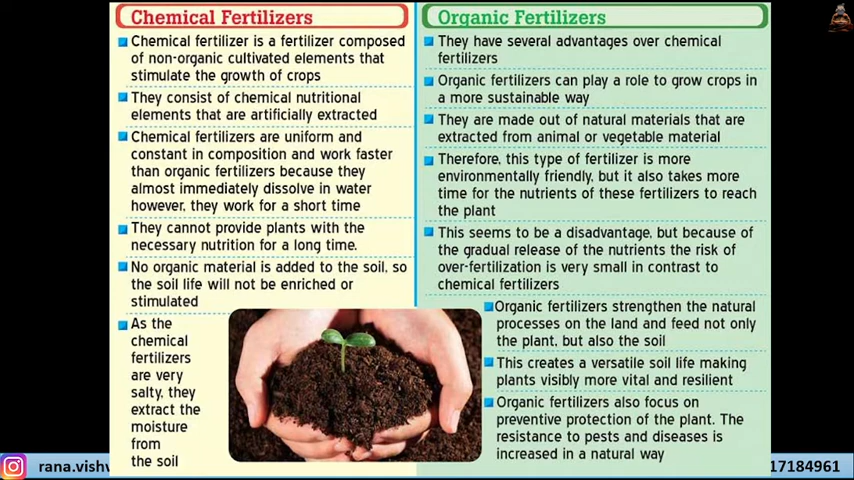 Chemical Fertilizers
Chemical fertilizer is a fertilizer composed
of non-organic cultivated elements that
stimulate the growth of crops
They consist of chemical nutritional
elements that are artificially extracted
Chemical fertilizers are uniform and
constant in composition and work faster
than organic fertilizers because they
almost immediately dissolve in water
however, they work for a short time
They cannot provide plants with the
necessary nutrition for a long time.
No organic material is added to the soil, so
the soil life will not be enriched or
stimulated
As the
chemical
fertilizers
are very
salty, they
extract the
moisture
from
the soil
Organic Fertilizers
They have several advantages over chemical
fertilizers
Organic fertilizers can play a role to grow crops in
a more sustainable way
They are made out of natural materials that are
extracted from animal or vegetable material
Therefore, this type of fertilizer is more
environmentally friendly, but it also takes more
time for the nutrients of these fertilizers to reach
the plant
This seems to be a disadvantage, but because of
the gradual release of the nutrients the risk of
over-fertilization is very small in contrast to
chemical fertilizers
Organic fertilizers strengthen the natural
processes on the land and feed not only
the plant, but also the soil
This creates a versatile soil life making
plants visibly more vital and resilient
Organic fertilizers also focus on
preventive protection of the plant. The
resistance to pests and diseases is
increased in a natural way
17184961